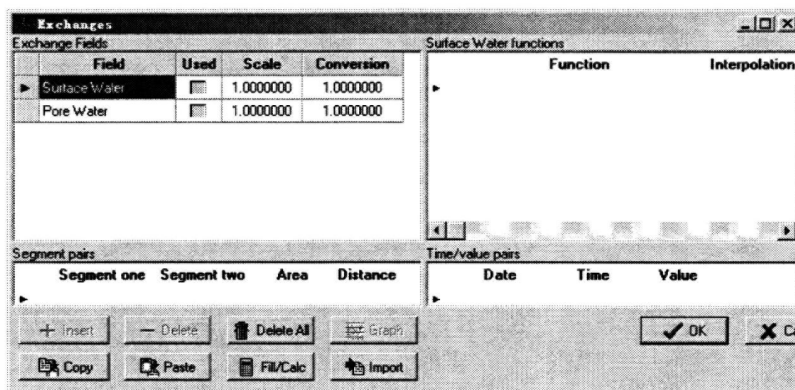 Exchanges
Exchange Fields
Surface Water functions
Field Used Scale Conversion
Function Interpolation
Surface Water 1.0000000 1.0000000
Pore Water 1.0000000 1.0000000
Segment pairs
Time/value pairs
Segment one Segment two Area Distance
Date Time Value
Insert Delete Delete All Graph
OK
Copy Paste Fill/Calc Import